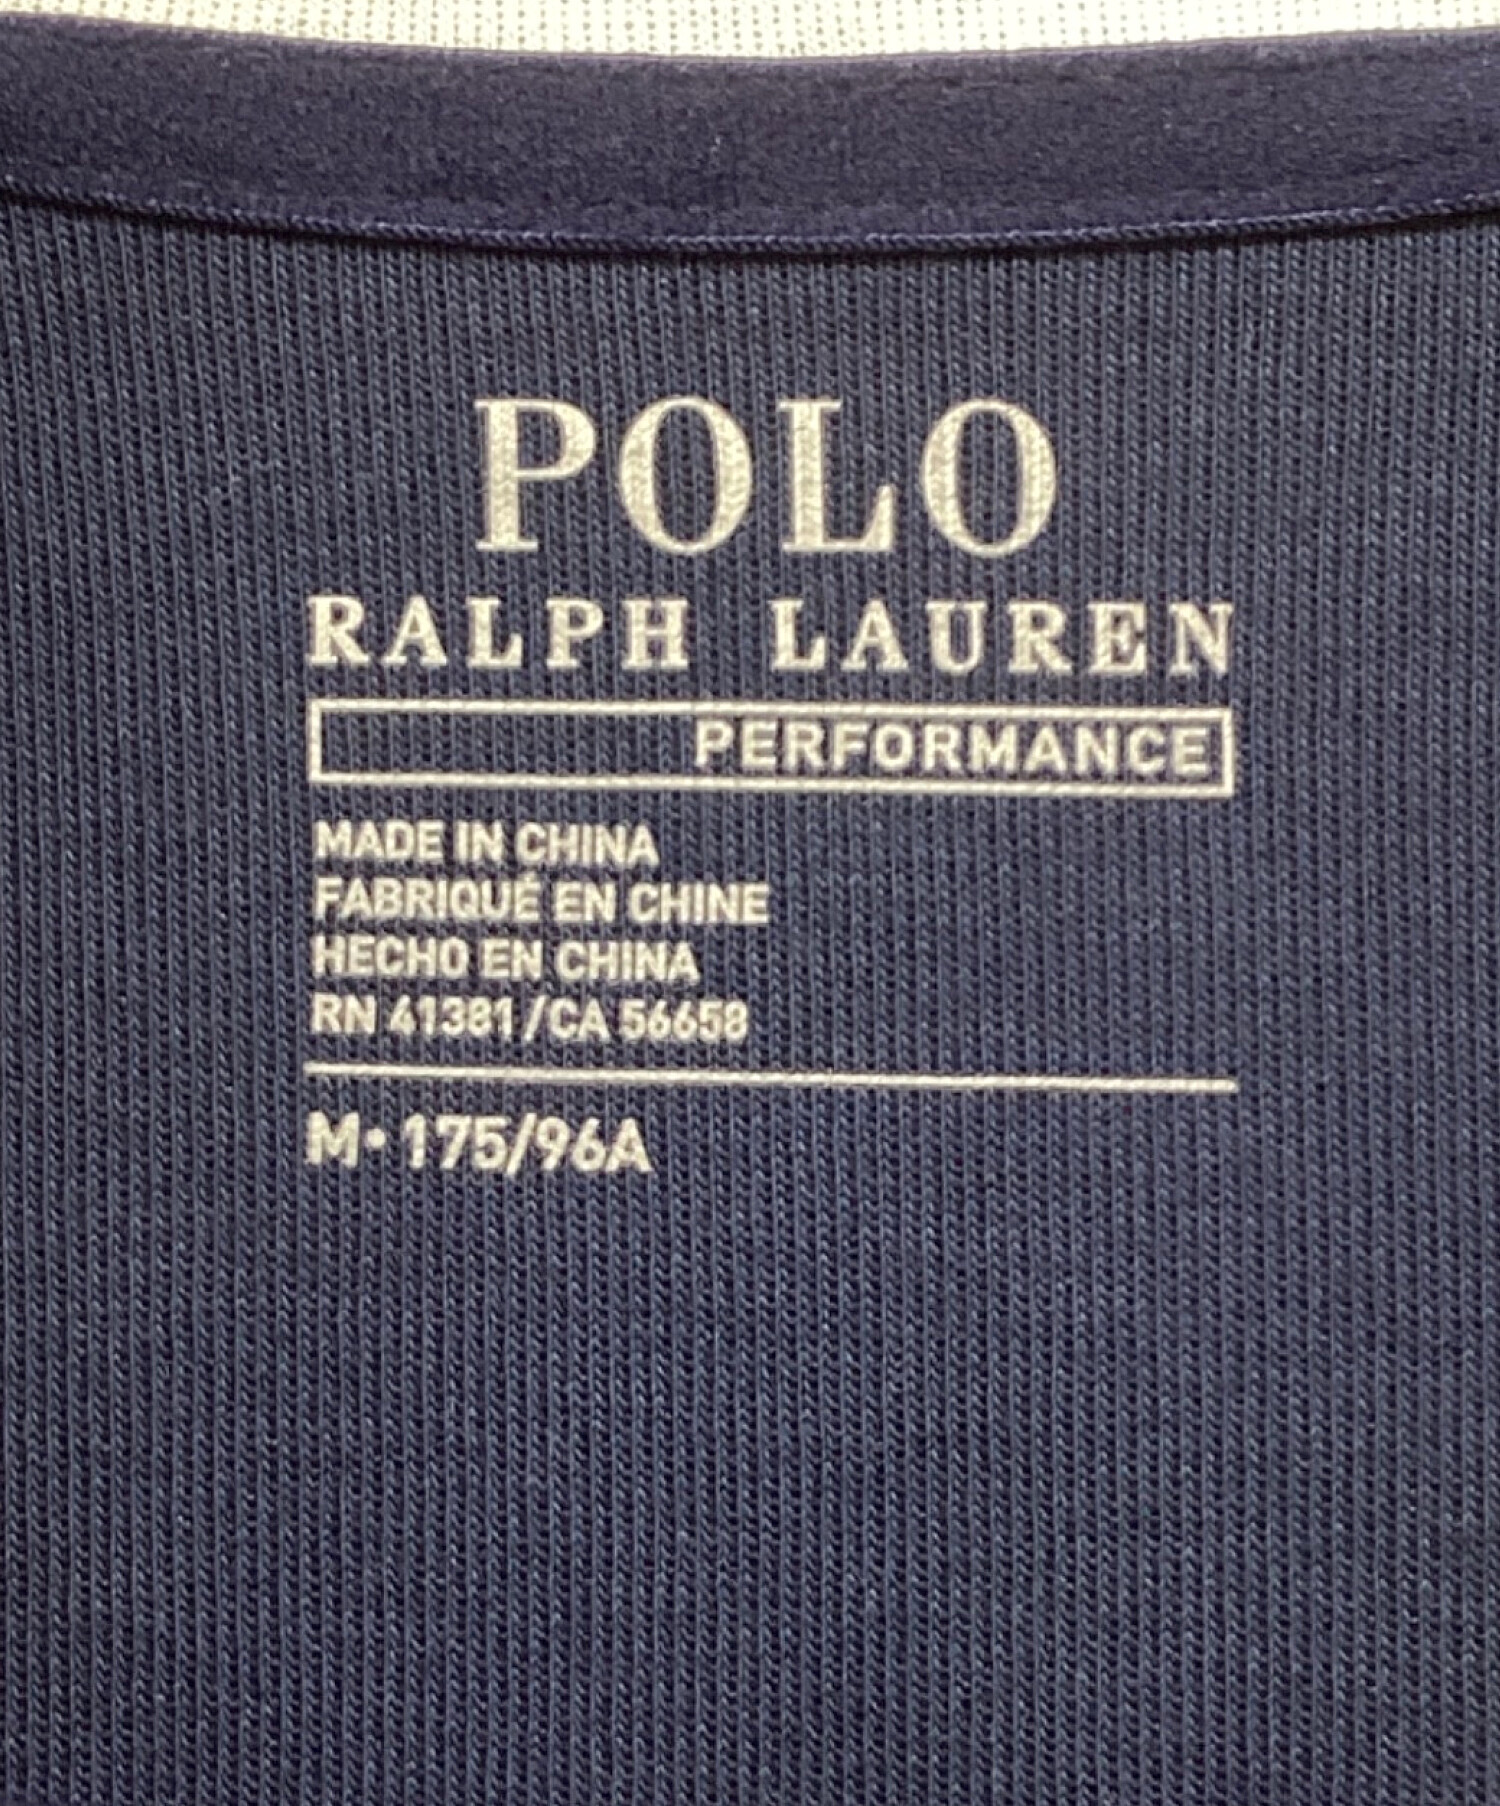 POLO
RALPH LAUREN
PERFORMANCE
MADE IN CHINA
FABRIQUÉ EN CHINE
HECHO EN CHINA
RN 41381/CA 56658
M• 175/96A